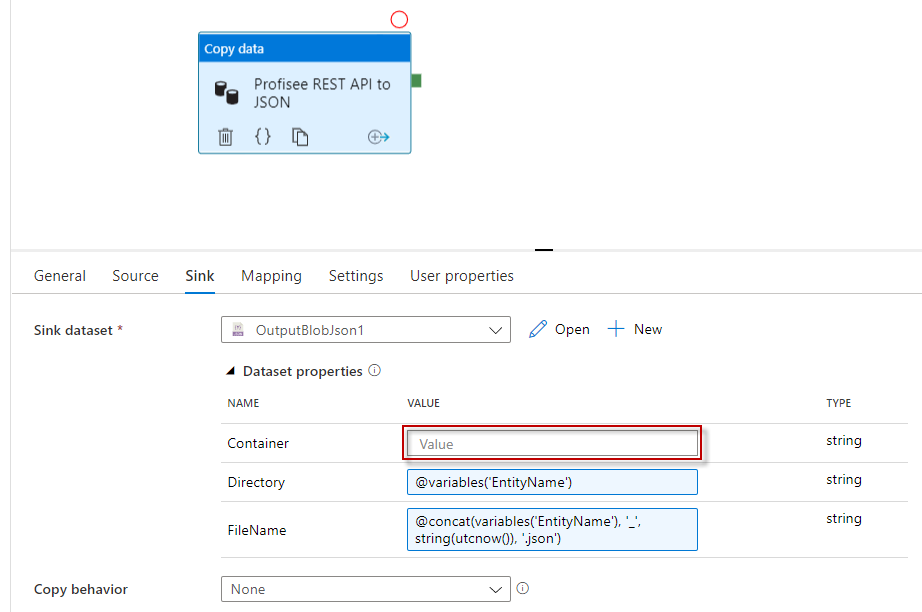 Copy data
Profisee REST API to
JSON
General Source Sink Mapping Settings User properties
Sink dataset * OutputBlobJson1 Open New
Dataset properties
NAME VALUE TYPE
Container Value string
Directory @variables('EntityName') string
FileName @concat(variables('EntityName'), '_', string
string(utcnow()), '.json')
Copy behavior None